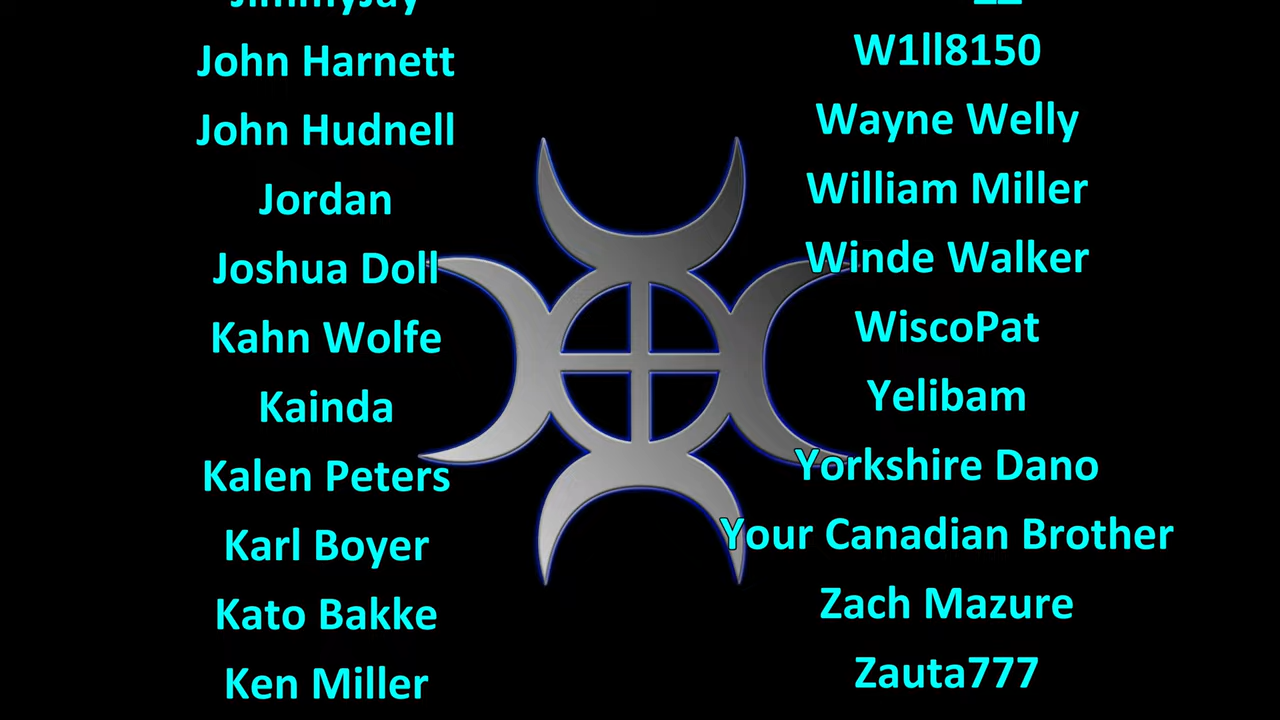 JimmyJay
John Harnett
John Hudnell
Jordan
Joshua Doll
Kahn Wolfe
Kainda
Kalen Peters
Karl Boyer
Kato Bakke
Ken Miller
W1ll8150
Wayne Welly
William Miller
Winde Walker
WiscoPat
Yelibam
Yorkshire Dano
Your Canadian Brother
Zach Mazure
Zauta777